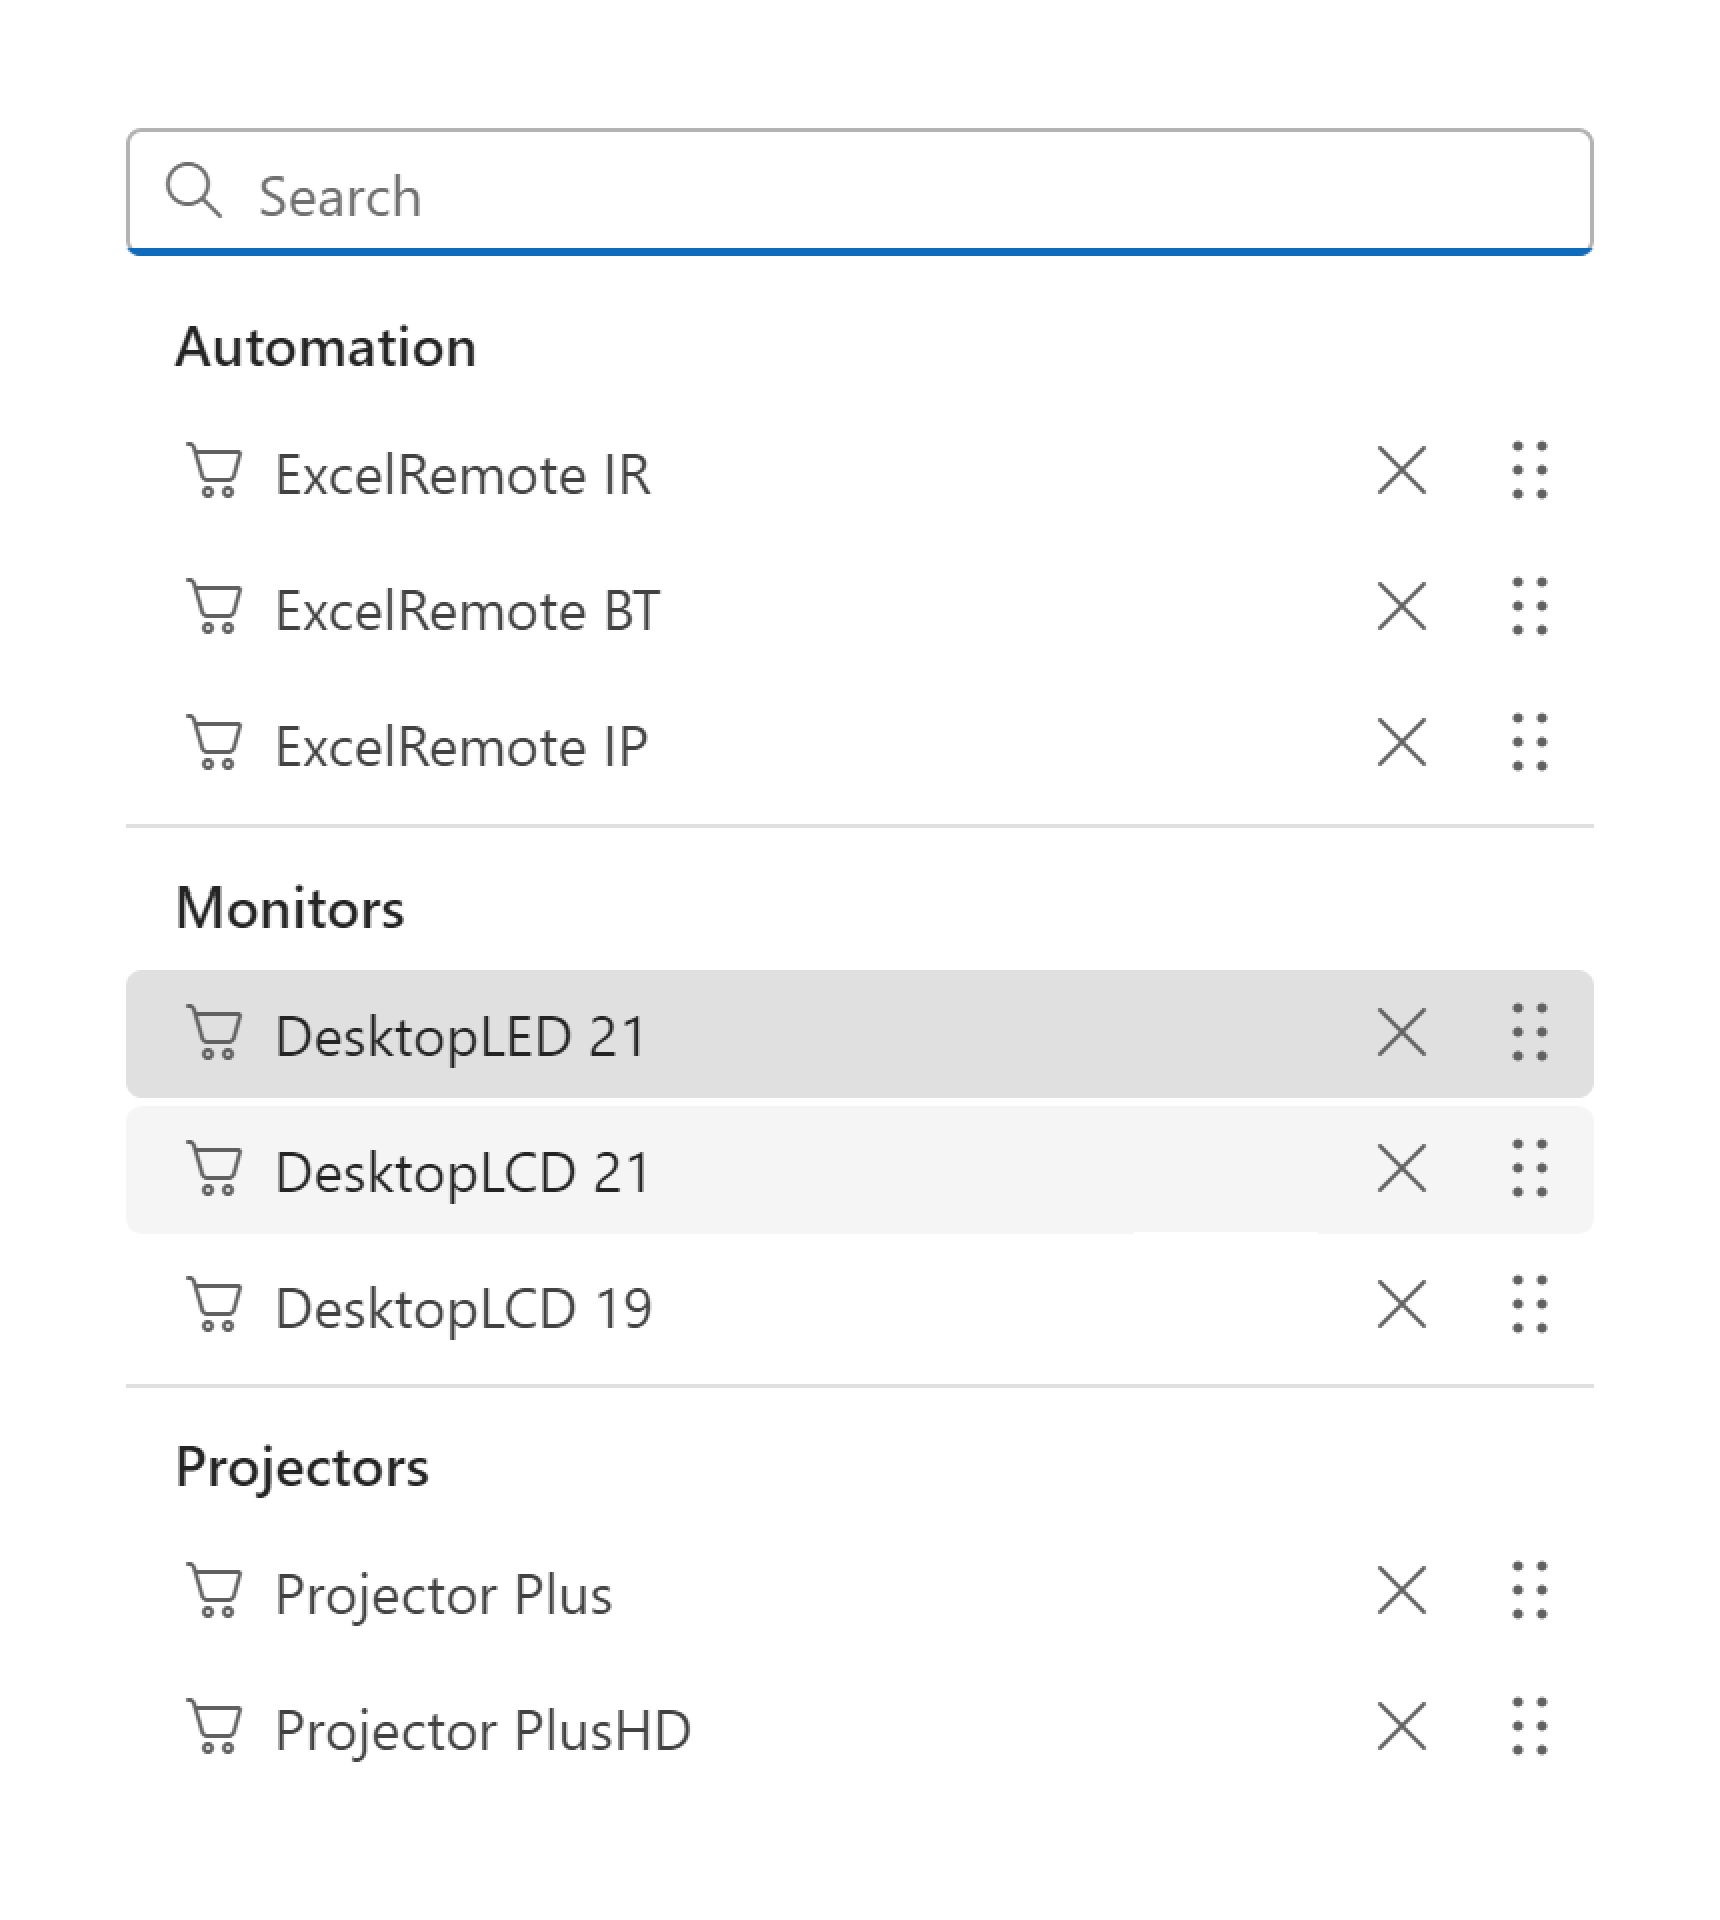 Search
Automation
ExcelRemote IR
ExcelRemote BT
ExcelRemote IP
Monitors
DesktopLED 21
DesktopLCD 21
DesktopLCD 19
Projectors
Projector Plus
Projector PlusHD